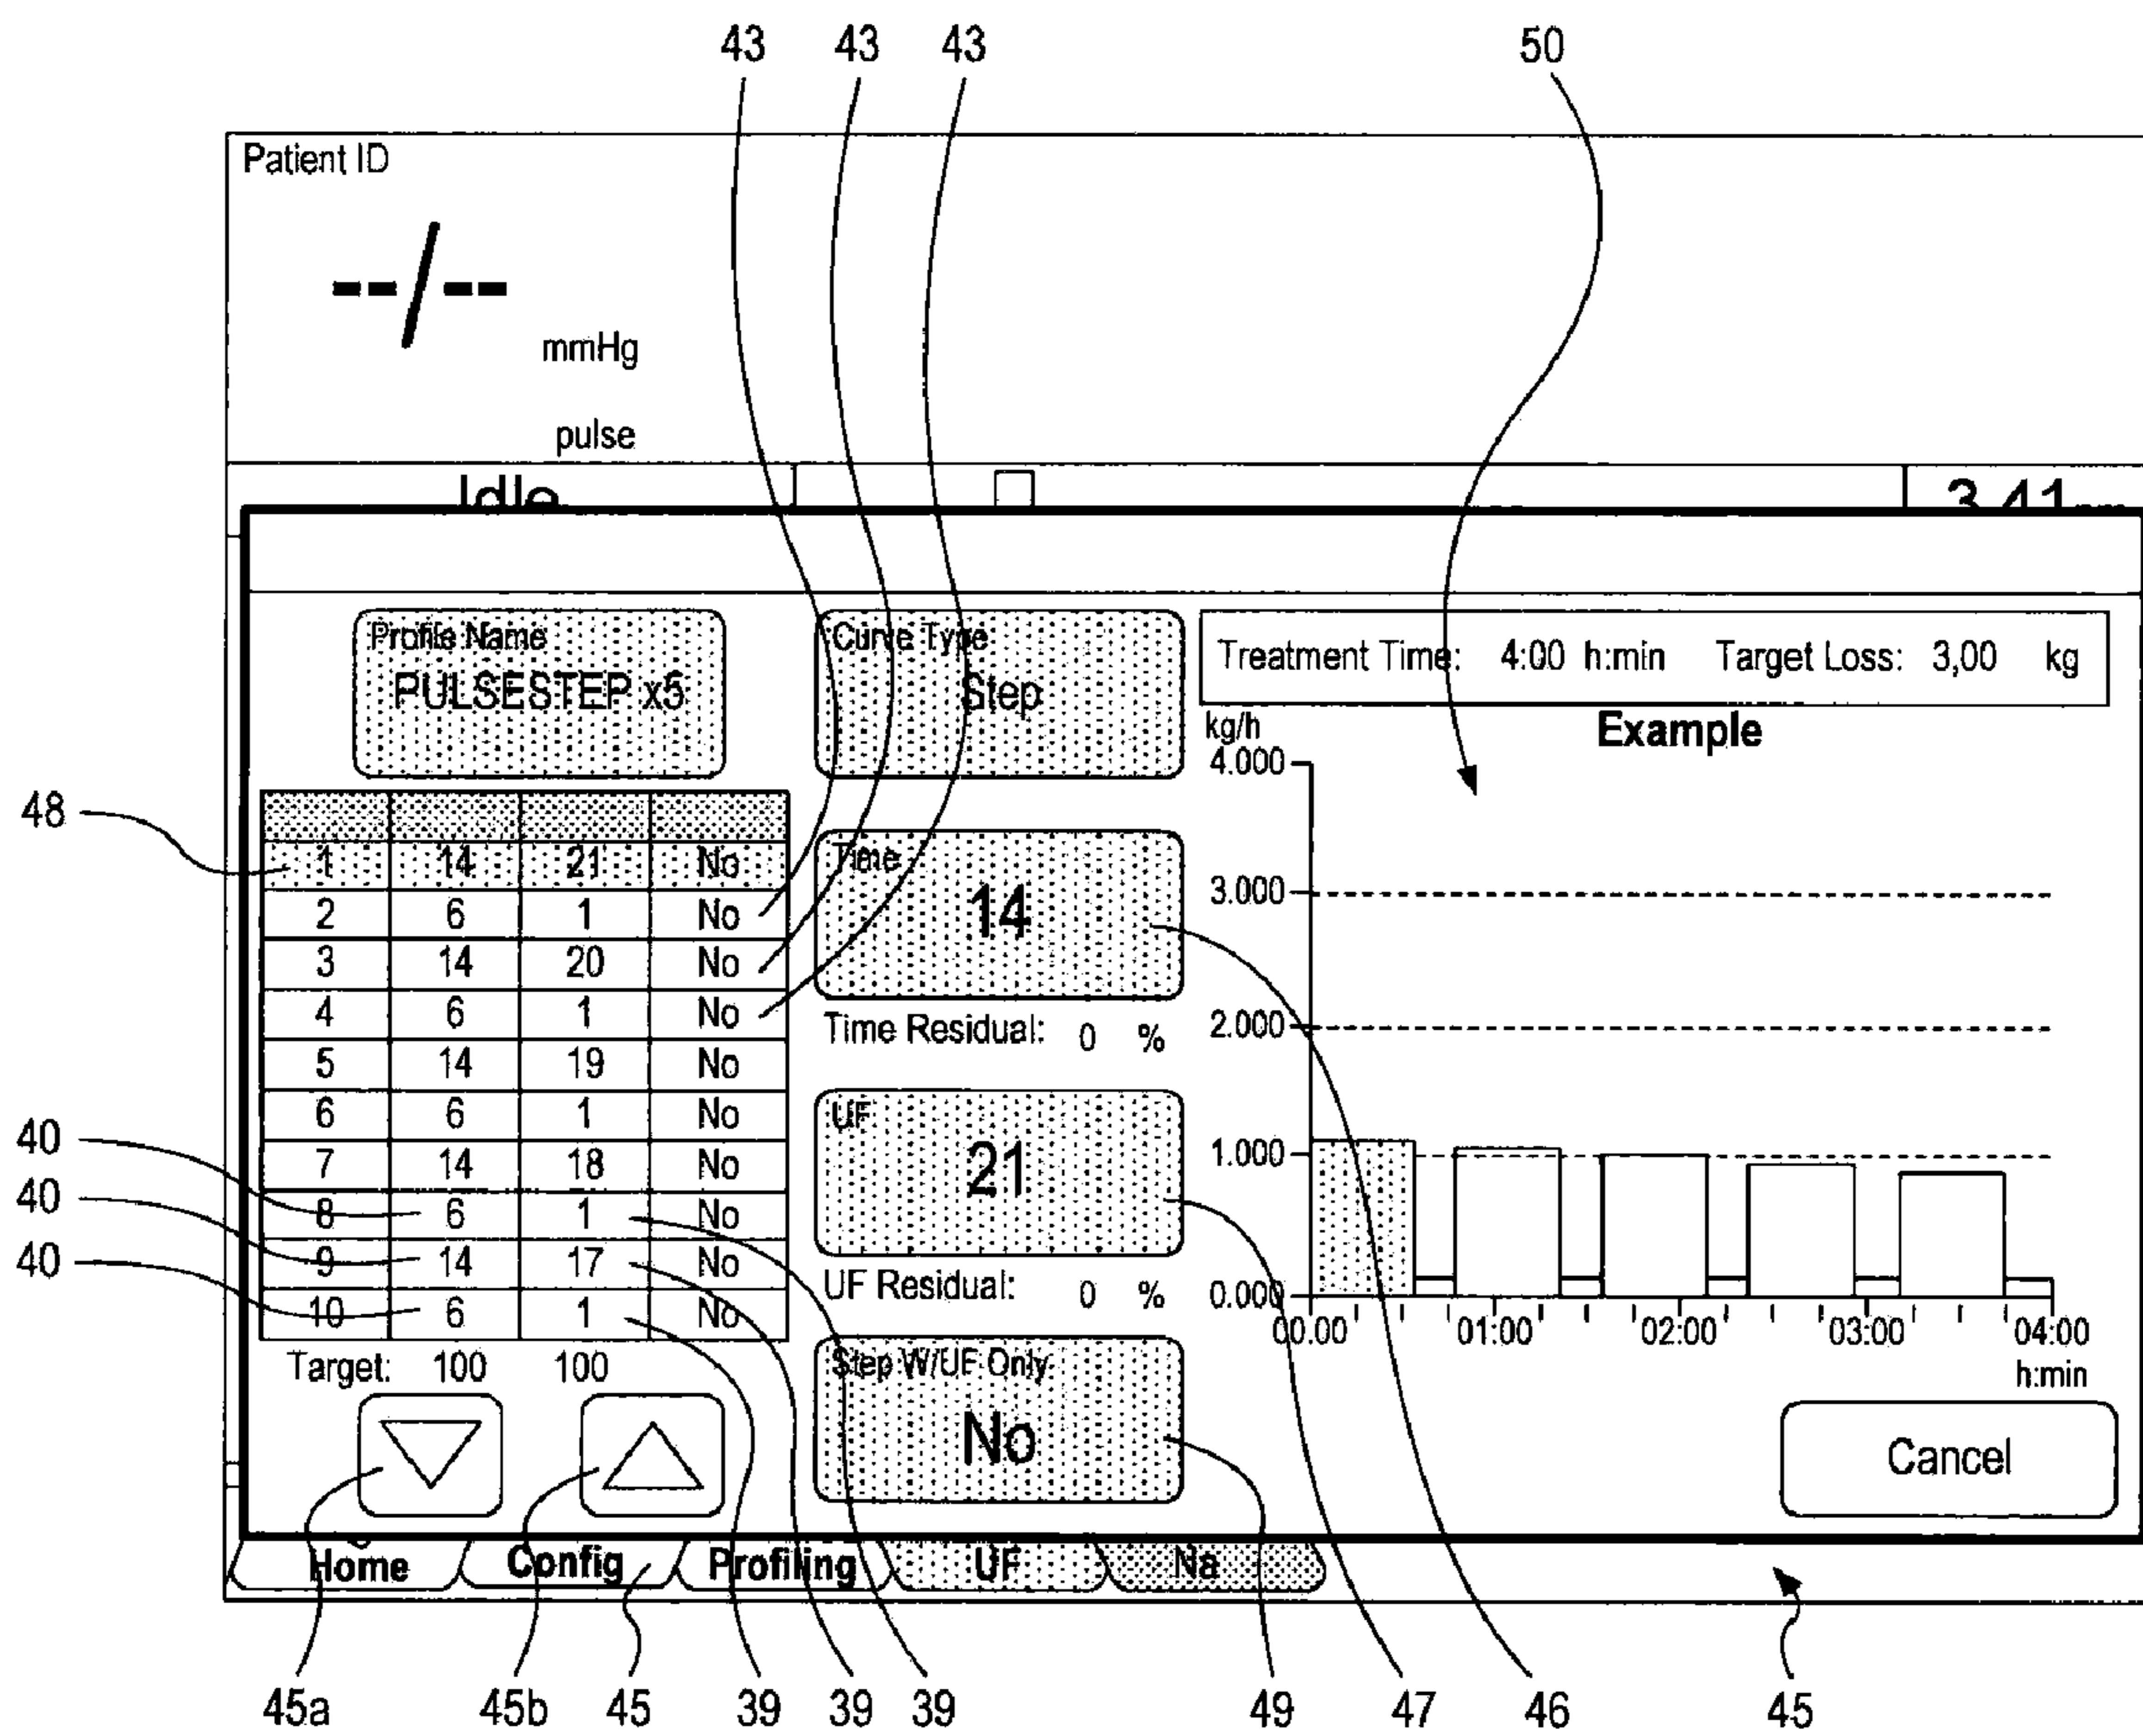 43 43 43 50
Patient ID
--/--
mmHg
pulse
Idle
3 41 pm
Profile Name
PULSESTEP x5
Curve Type
Step
Treatment Time: 4:00 h:min Target Loss: 3,00 kg
kg/h
Example
4.000
3.000
2.000
1.000
0.000
00.00 01:00 02:00 03:00 04:00
h:min
48
1 14 21 No
2 6 1 No
3 14 20 No
4 6 1 No
5 14 19 No
6 6 1 No
7 14 18 No
8 6 1 No
9 14 17 No
10 6 1 No
40
40
40
Target: 100 100
Time
14
Time Residual: 0 %
UF
21
UF Residual: 0 %
Step W/UF Only
No
Cancel
Home Config Profiling UF Na
45a 45b 45 39 39 39 49 47 46 45